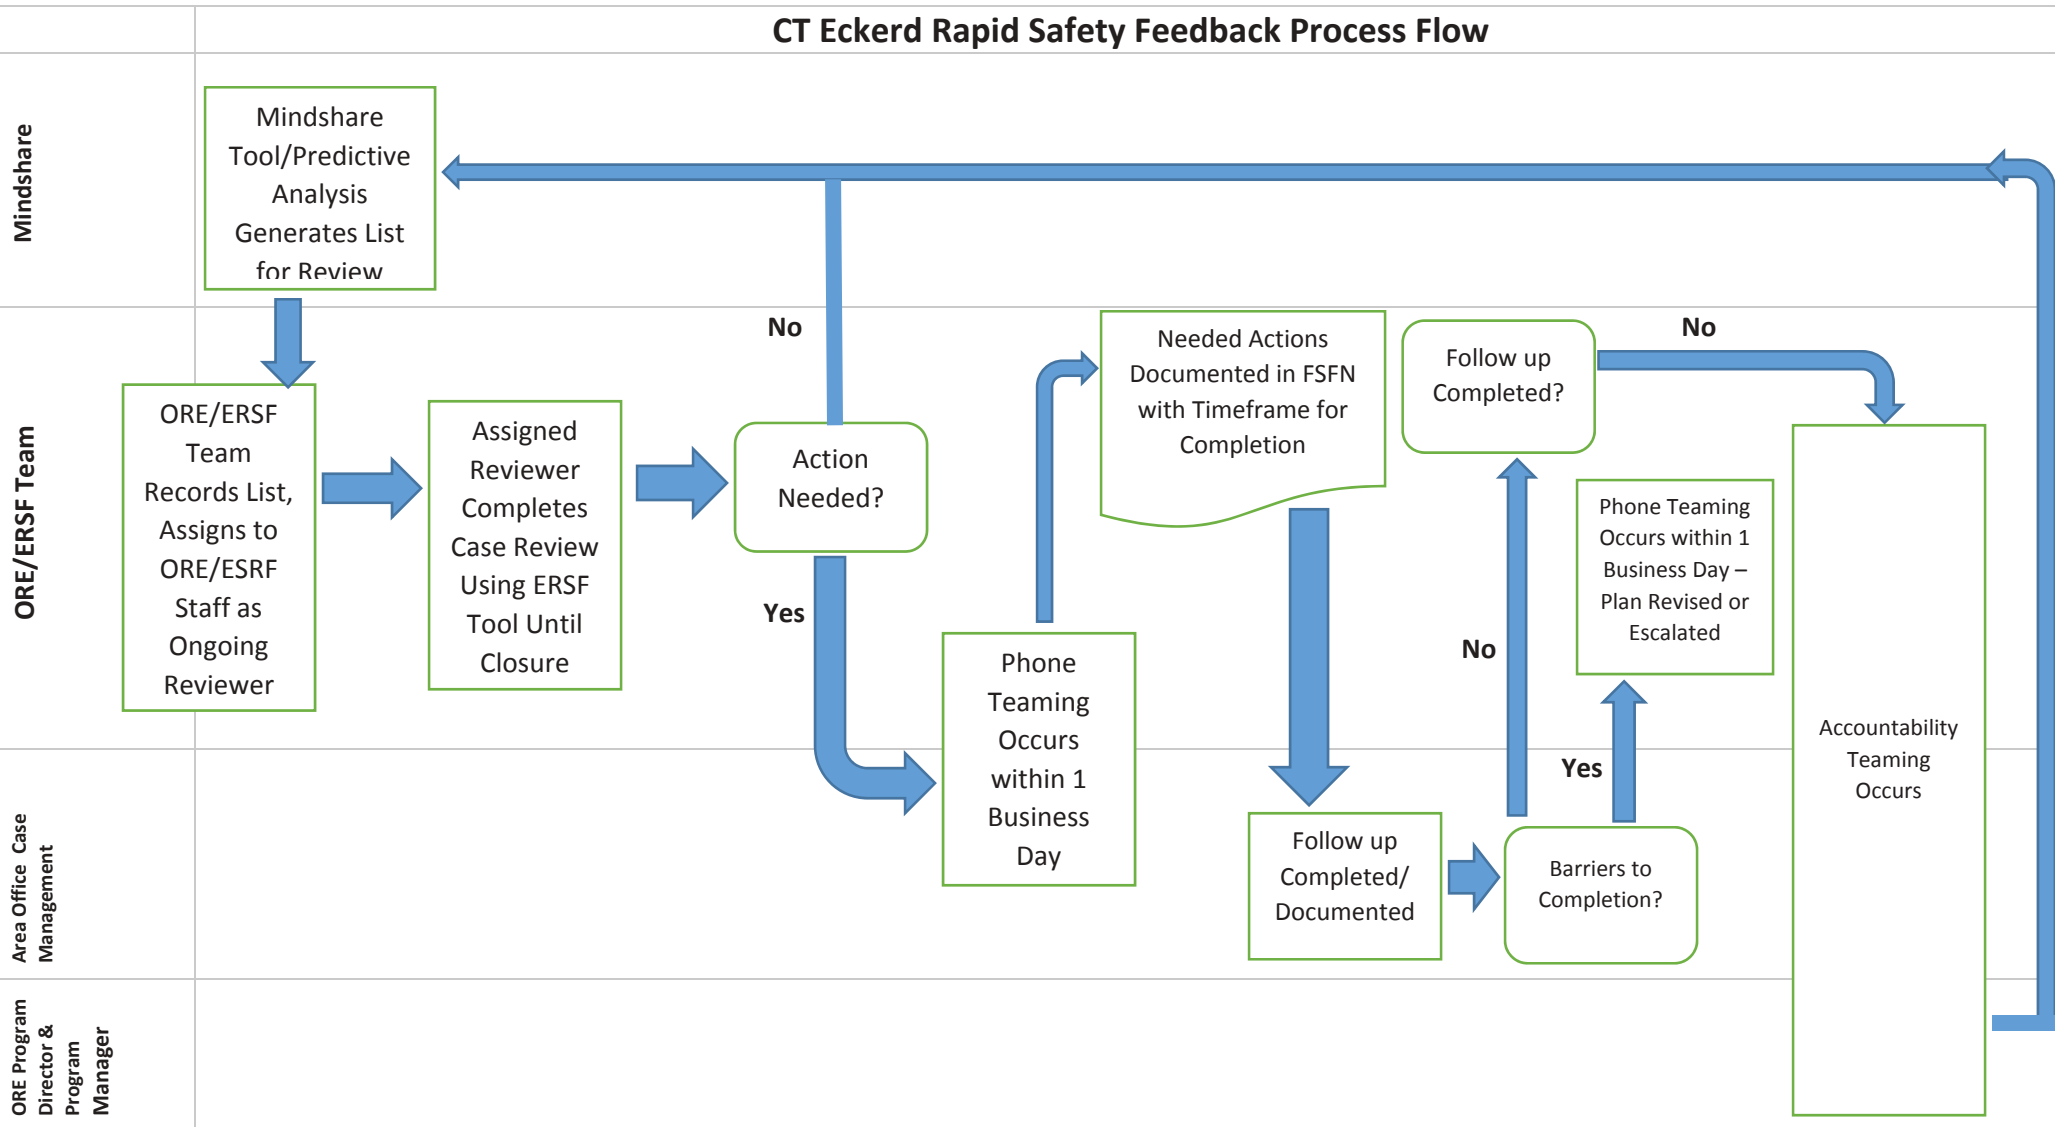 CT Eckerd Rapid Safety Feedback Process Flow
Mindshare
Mindshare
Tool/Predictive
Analysis
Generates List
for Review
ORE/ERSF Team
ORE/ERSF
Team
Records List,
Assigns to
ORE/ESRF
Staff as
Ongoing
Reviewer
Assigned
Reviewer
Completes
Case Review
Using ERSF
Tool Until
Closure
Action
Needed?
No
Yes
Phone
Teaming
Occurs
within 1
Business
Day
Needed Actions
Documented in FSFN
with Timeframe for
Completion
Follow up
Completed?
No
Phone Teaming
Occurs within 1
Business Day –
Plan Revised or
Escalated
No
Yes
Accountability
Teaming
Occurs
Area Office Case
Management
Follow up
Completed/
Documented
Barriers to
Completion?
ORE Program
Director &
Program
Manager